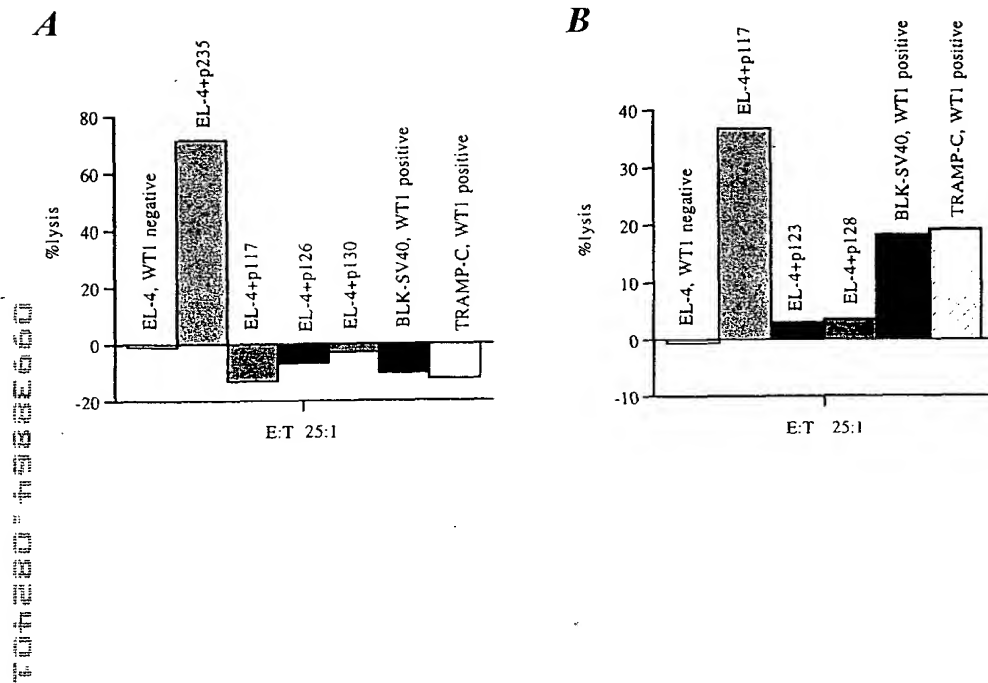 A
%lysis
80
60
40
20
0
-20
EL-4, WT1 negative
EL-4+p235
EL-4+p117
EL-4+p126
EL-4+p130
BLK-SV40, WT1 positive
TRAMP-C, WT1 positive
E:T 25:1
B
%lysis
40
30
20
10
0
-10
EL-4, WT1 negative
EL-4+p117
EL-4+p123
EL-4+p128
BLK-SV40, WT1 positive
TRAMP-C, WT1 positive
E:T 25:1